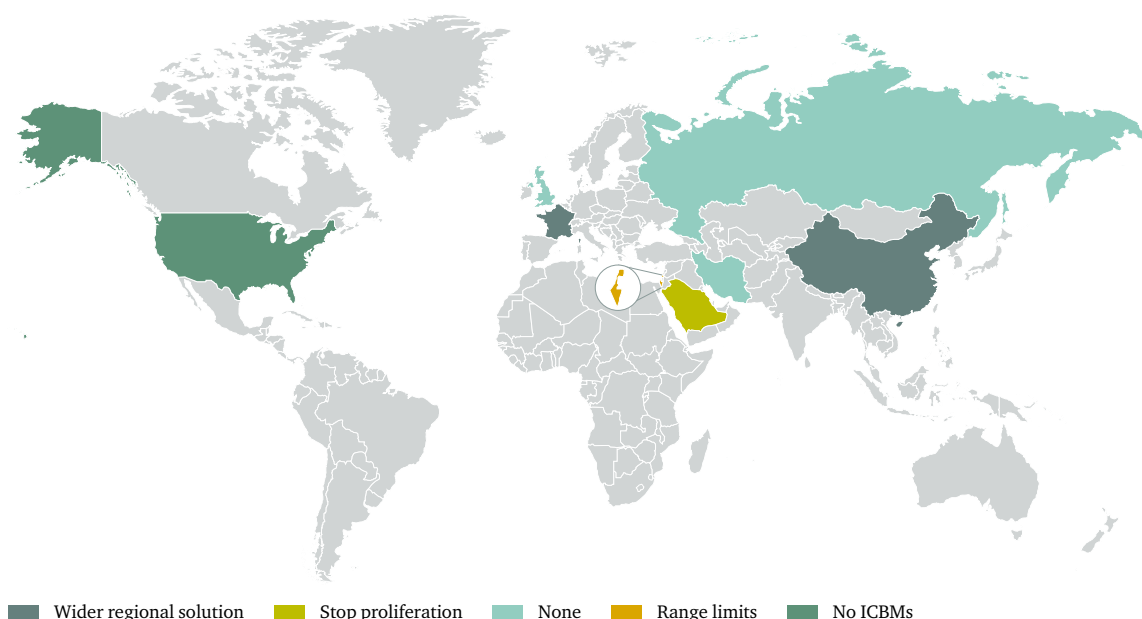 Wider regional solution
Stop proliferation
None
Range limits
No ICBMs